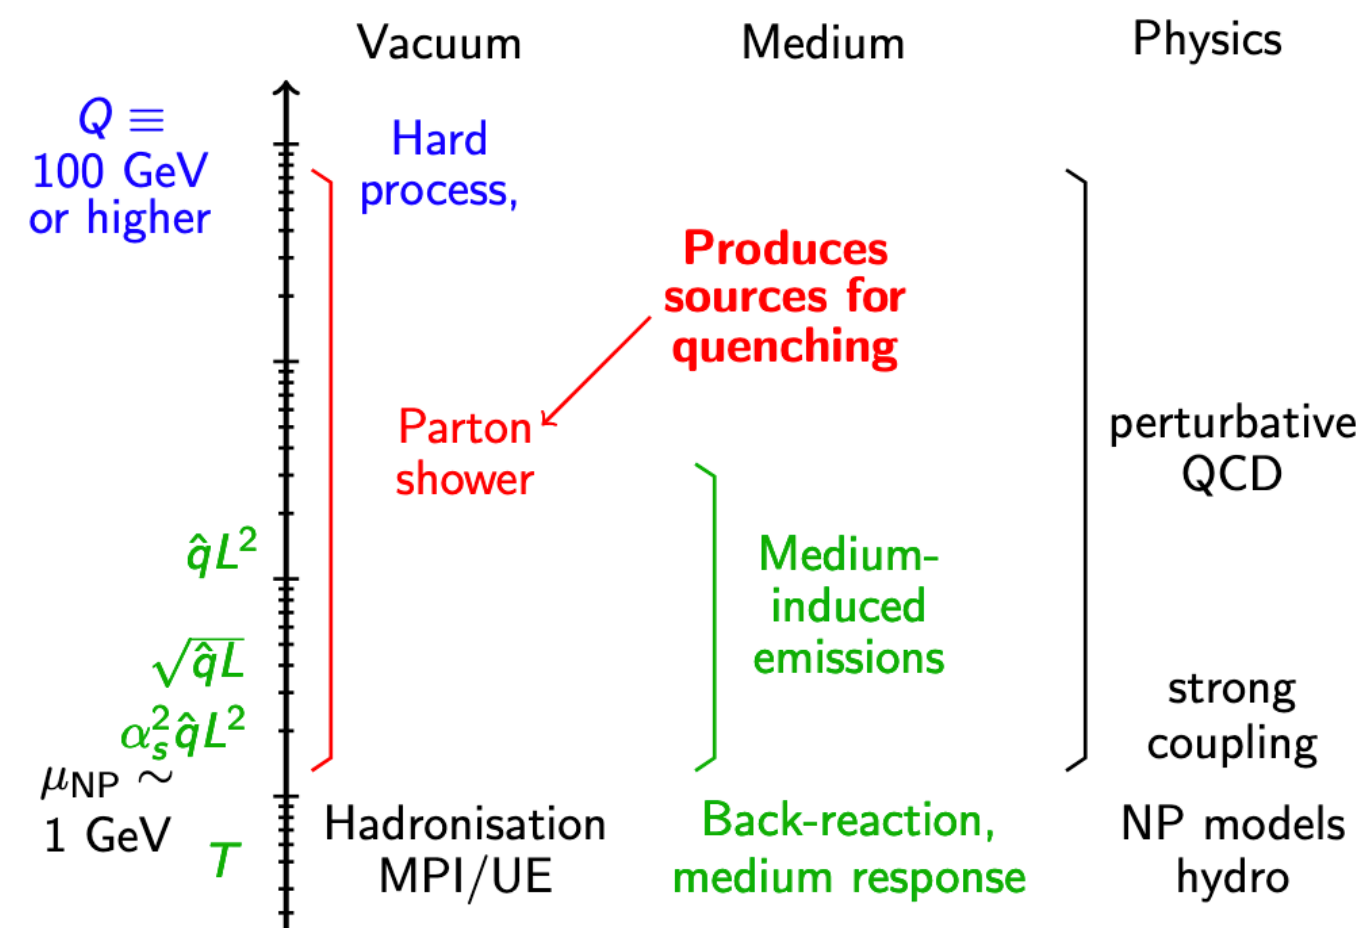 Vacuum Medium Physics
Q ≡
100 GeV
or higher
Hard
process,
Produces
sources for
quenching
Parton
shower
perturbative
QCD
q̂L²
Medium-
induced
emissions
√q̂L
αₛ²q̂L²
strong
coupling
μNP ∼
1 GeV
T
Hadronisation
MPI/UE
Back-reaction,
medium response
NP models
hydro